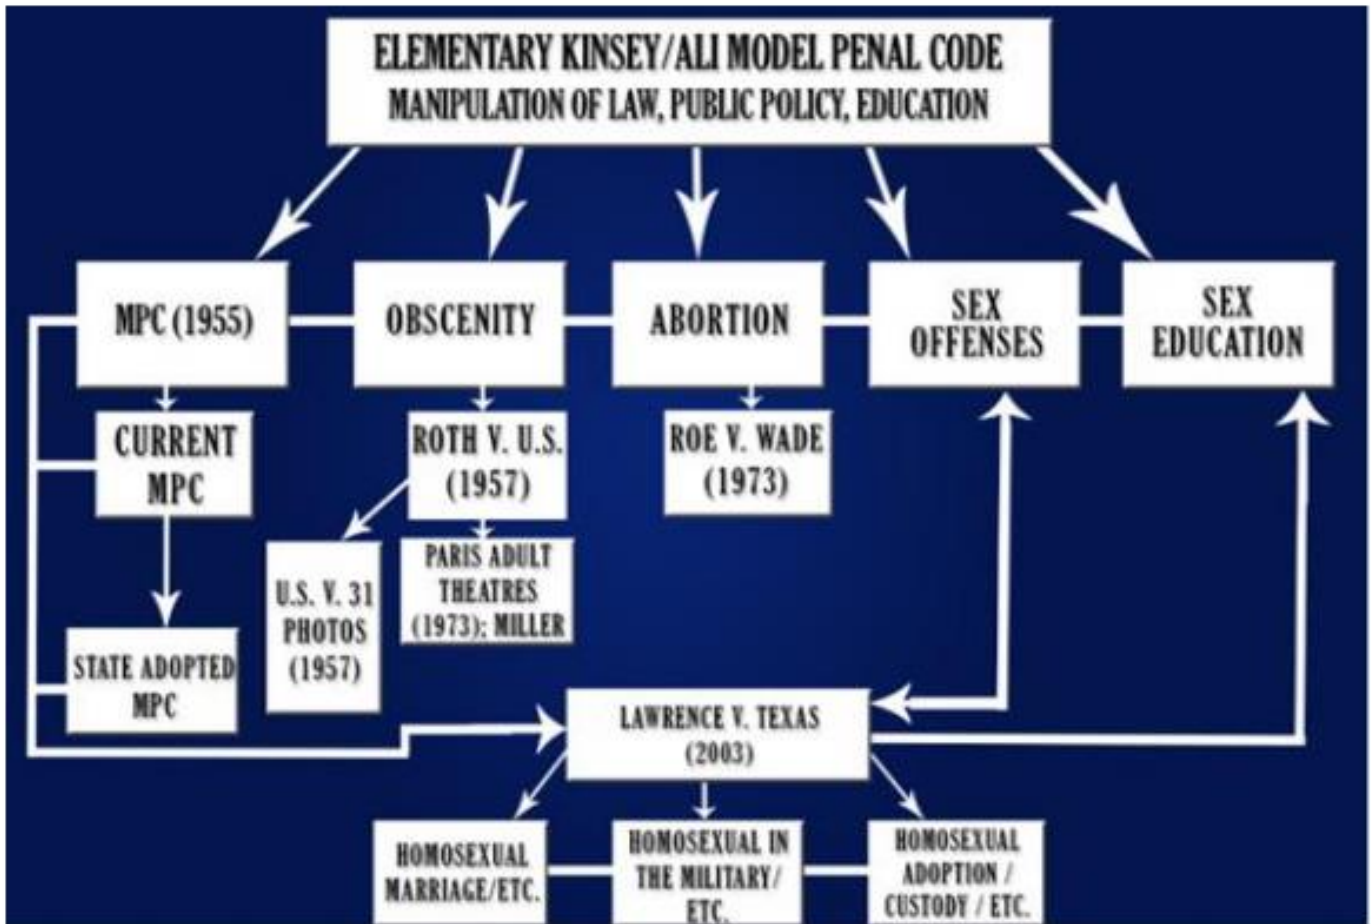 ELEMENTARY KINSEY/ALI MODEL PENAL CODE
MANIPULATION OF LAW, PUBLIC POLICY, EDUCATION
MPC (1955)
OBSCENITY
ABORTION
SEX
OFFENSES
SEX
EDUCATION
CURRENT
MPC
ROTH V. U.S.
(1957)
ROE V. WADE
(1973)
U.S. V. 31
PHOTOS
(1957)
PARIS ADULT
THEATRES
(1973); MILLER
STATE ADOPTED
MPC
LAWRENCE V. TEXAS
(2003)
HOMOSEXUAL
MARRIAGE/ETC.
HOMOSEXUAL IN
THE MILITARY/
ETC.
HOMOSEXUAL
ADOPTION /
CUSTODY / ETC.